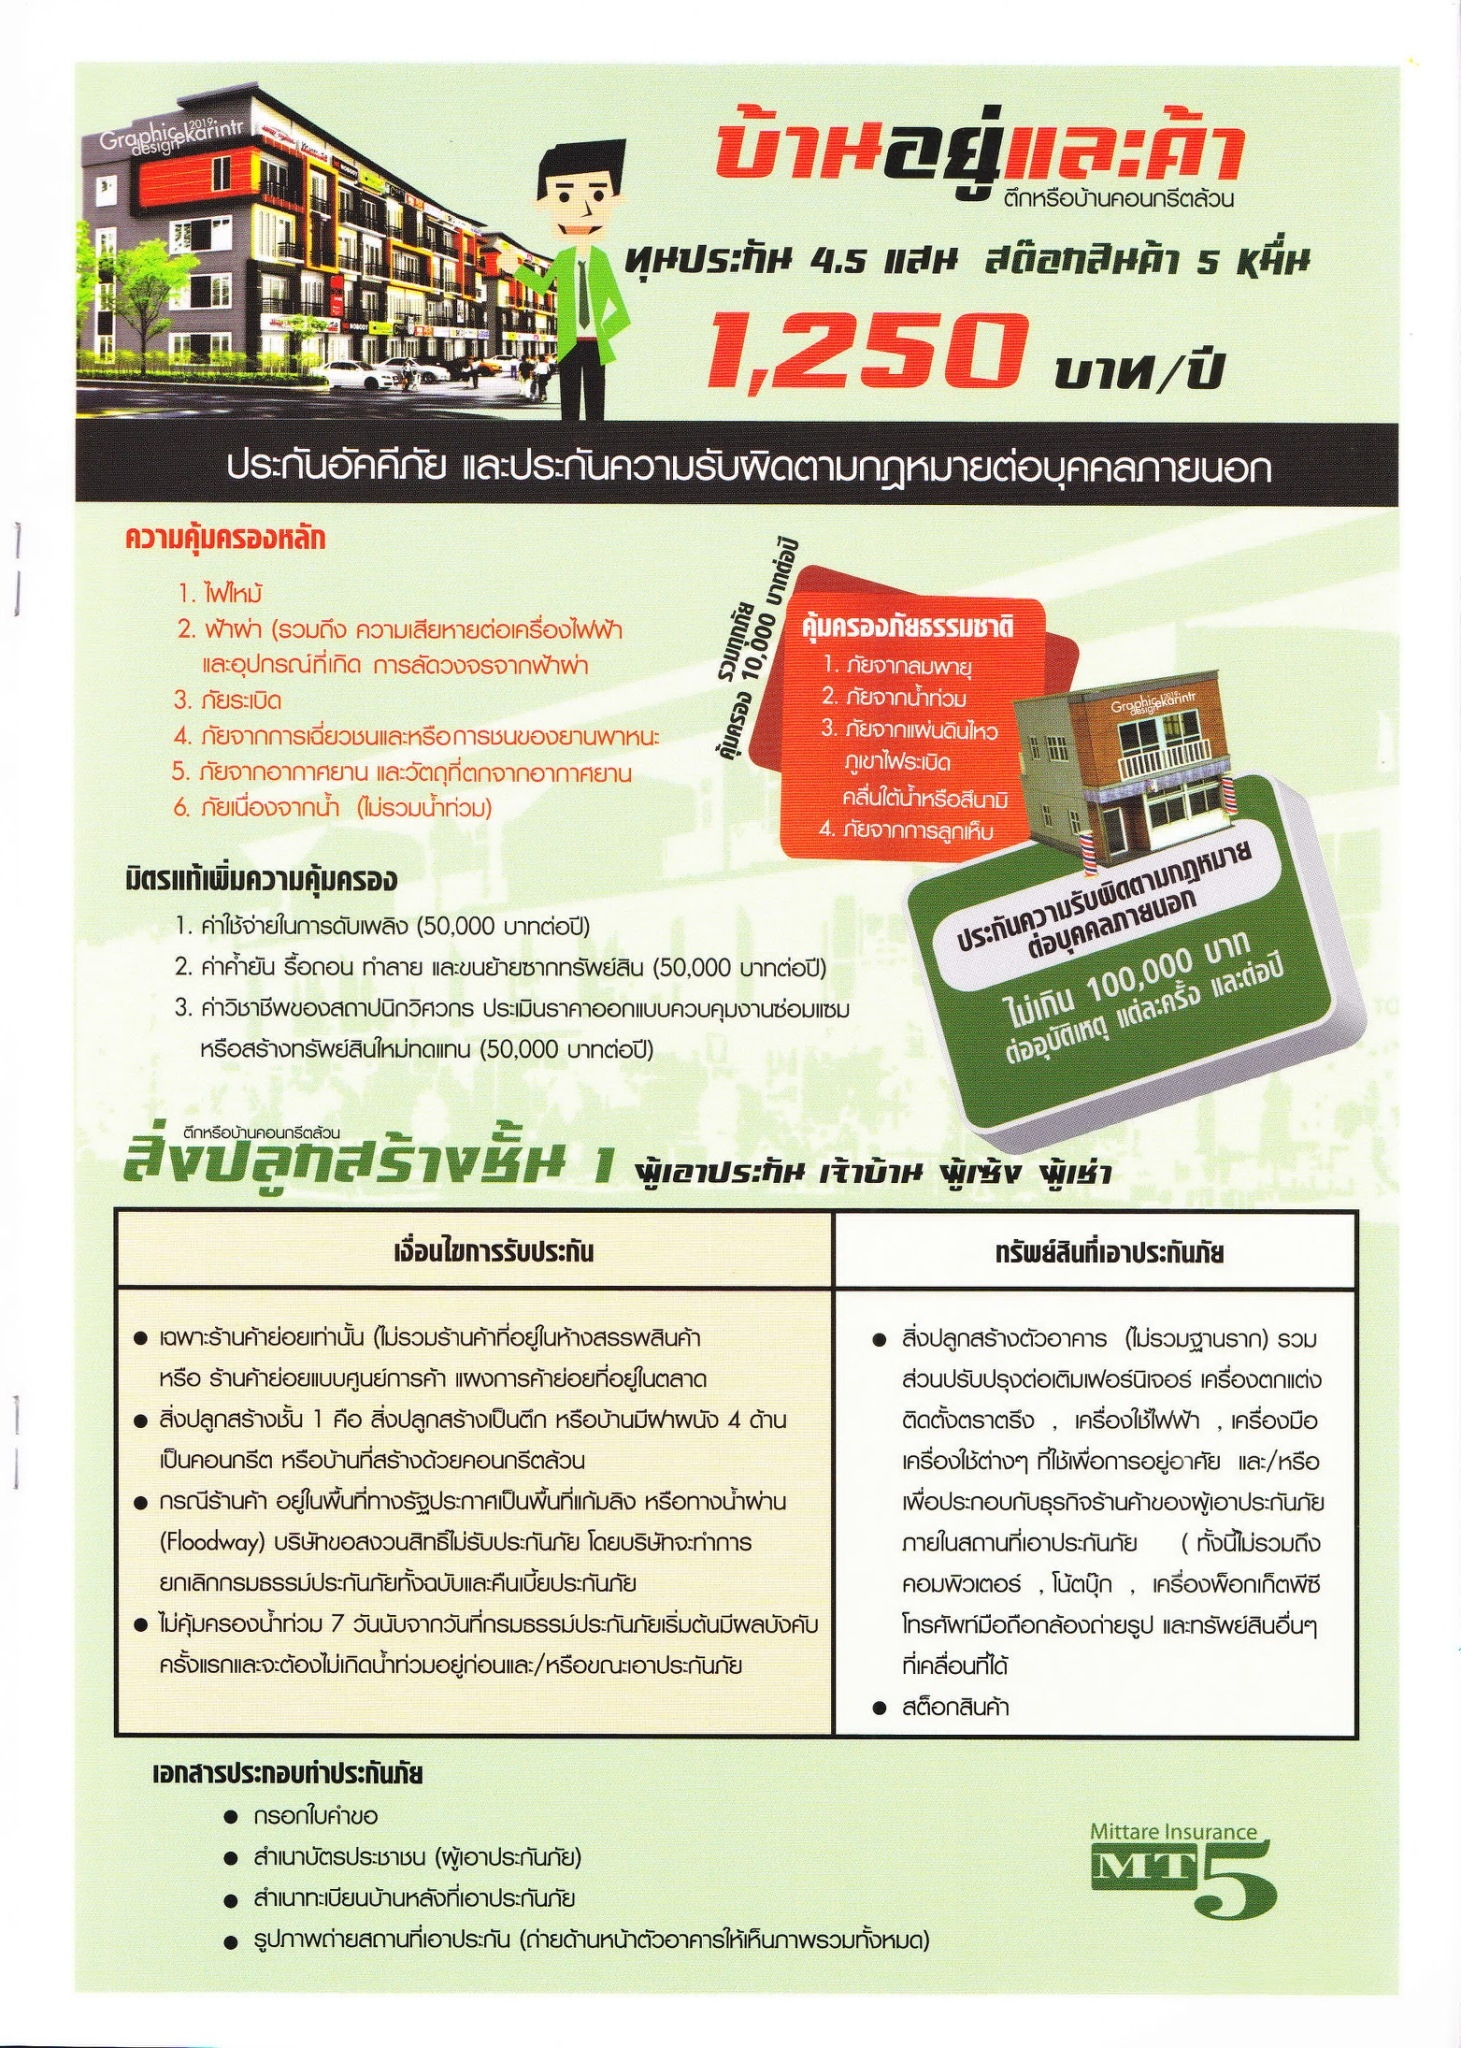 Graphic design 2019 ekarintr
บ้านอยู่และค้า
ตึกหรือบ้านคอนกรีตล้วน
ทุนประกัน 4.5 แสน สต๊อกสินค้า 5 หมื่น
1,250 บาท/ปี
ประกันอัคคีภัย และประกันความรับผิดตามกฎหมายต่อบุคคลภายนอก
ความคุ้มครองหลัก
1. ไฟไหม้
2. ฟ้าผ่า (รวมถึง ความเสียหายต่อเครื่องไฟฟ้า
และอุปกรณ์ที่เกิด การลัดวงจรจากฟ้าผ่า
3. ภัยระเบิด
4. ภัยจากการเฉี่ยวชนและหรือการชนของยานพาหนะ
5. ภัยจากอากาศยาน และวัตถุที่ตกจากอากาศยาน
6. ภัยเนื่องจากน้ำ (ไม่รวมน้ำท่วม)
รวมทุกภัย
คุ้มครอง 10,000 บาทต่อปี
คุ้มครองภัยธรรมชาติ
1. ภัยจากลมพายุ
2. ภัยจากน้ำท่วม
3. ภัยจากแผ่นดินไหว
ภูเขาไฟระเบิด
คลื่นใต้น้ำหรือสึนามิ
4. ภัยจากการลูกเห็บ
Graphic design 2019 ekarintr
ประกันความรับผิดตามกฎหมาย
ต่อบุคคลภายนอก
ไม่เกิน 100,000 บาท
ต่ออุบัติเหตุ แต่ละครั้ง และต่อปี
มิตรแท้เพิ่มความคุ้มครอง
1. ค่าใช้จ่ายในการดับเพลิง (50,000 บาทต่อปี)
2. ค่าค้ำยัน รื้อถอน ทำลาย และขนย้ายซากทรัพย์สิน (50,000 บาทต่อปี)
3. ค่าวิชาชีพของสถาปนิกวิศวกร ประเมินราคาออกแบบควบคุมงานซ่อมแซม
หรือสร้างทรัพย์สินใหม่ทดแทน (50,000 บาทต่อปี)
ตึกหรือบ้านคอนกรีตล้วน
สิ่งปลูกสร้างชั้น 1 ผู้เอาประกัน เจ้าบ้าน ผู้เซ้ง ผู้เช่า
เงื่อนไขการรับประกัน
● เฉพาะร้านค้าย่อยเท่านั้น (ไม่รวมร้านค้าที่อยู่ในห้างสรรพสินค้า
หรือ ร้านค้าย่อยแบบศูนย์การค้า แผงการค้าย่อยที่อยู่ในตลาด
● สิ่งปลูกสร้างชั้น 1 คือ สิ่งปลูกสร้างเป็นตึก หรือบ้านมีฝาผนัง 4 ด้าน
เป็นคอนกรีต หรือบ้านที่สร้างด้วยคอนกรีตล้วน
● กรณีร้านค้า อยู่ในพื้นที่ทางรัฐประกาศเป็นพื้นที่แก้มลิง หรือทางน้ำผ่าน
(Floodway) บริษัทขอสงวนสิทธิ์ไม่รับประกันภัย โดยบริษัทจะทำการ
ยกเลิกกรมธรรม์ประกันภัยทั้งฉบับและคืนเบี้ยประกันภัย
● ไม่คุ้มครองน้ำท่วม 7 วันนับจากวันที่กรมธรรม์ประกันภัยเริ่มต้นมีผลบังคับ
ครั้งแรกและจะต้องไม่เกิดน้ำท่วมอยู่ก่อนและ/หรือขณะเอาประกันภัย
ทรัพย์สินที่เอาประกันภัย
● สิ่งปลูกสร้างตัวอาคาร (ไม่รวมฐานราก) รวม
ส่วนปรับปรุงต่อเติมเฟอร์นิเจอร์ เครื่องตกแต่ง
ติดตั้งตราตรึง , เครื่องใช้ไฟฟ้า , เครื่องมือ
เครื่องใช้ต่างๆ ที่ใช้เพื่อการอยู่อาศัย และ/หรือ
เพื่อประกอบกับธุรกิจร้านค้าของผู้เอาประกันภัย
ภายในสถานที่เอาประกันภัย ( ทั้งนี้ไม่รวมถึง
คอมพิวเตอร์ , โน้ตบุ๊ก , เครื่องพ็อกเก็ตพีซี
โทรศัพท์มือถือกล้องถ่ายรูป และทรัพย์สินอื่นๆ
ที่เคลื่อนที่ได้
● สต็อกสินค้า
เอกสารประกอบทำประกันภัย
● กรอกใบคำขอ
● สำเนาบัตรประชาชน (ผู้เอาประกันภัย)
● สำเนาทะเบียนบ้านหลังที่เอาประกันภัย
● รูปภาพถ่ายสถานที่เอาประกัน (ถ่ายด้านหน้าตัวอาคารให้เห็นภาพรวมทั้งหมด)
Mittare Insurance
MT5